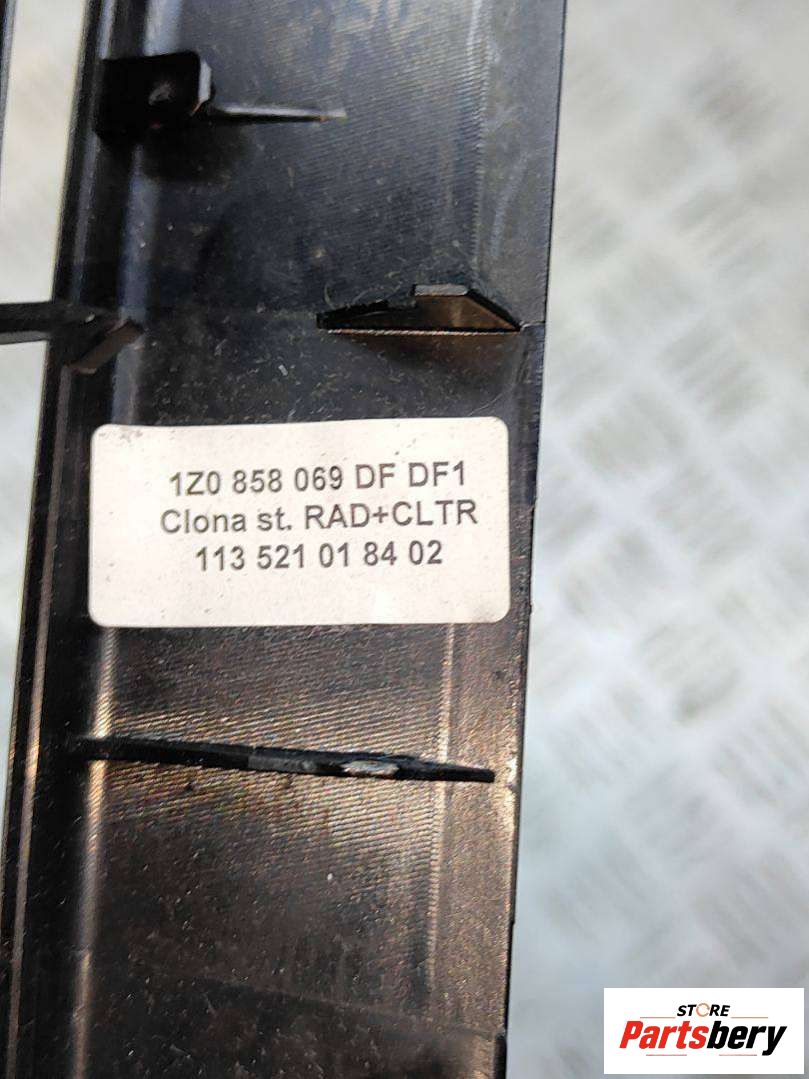 1Z0 858 069 DF DF1
Clona st. RAD+CLTR
113 521 01 84 02
STORE
Partsbery